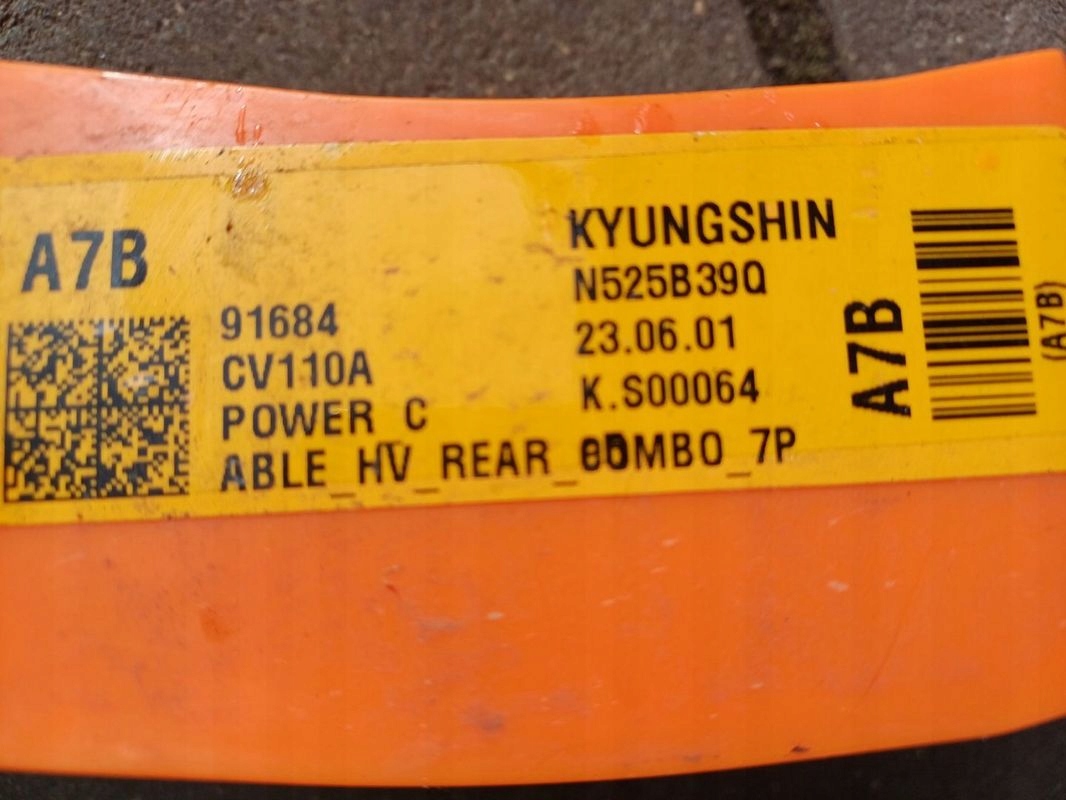 A7B
91684
CV110A
POWER C
ABLE_HV_REAR_COMBO_7P
KYUNGSHIN
N525B39Q
23.06.01
K.S00064
A7B
(A7B)